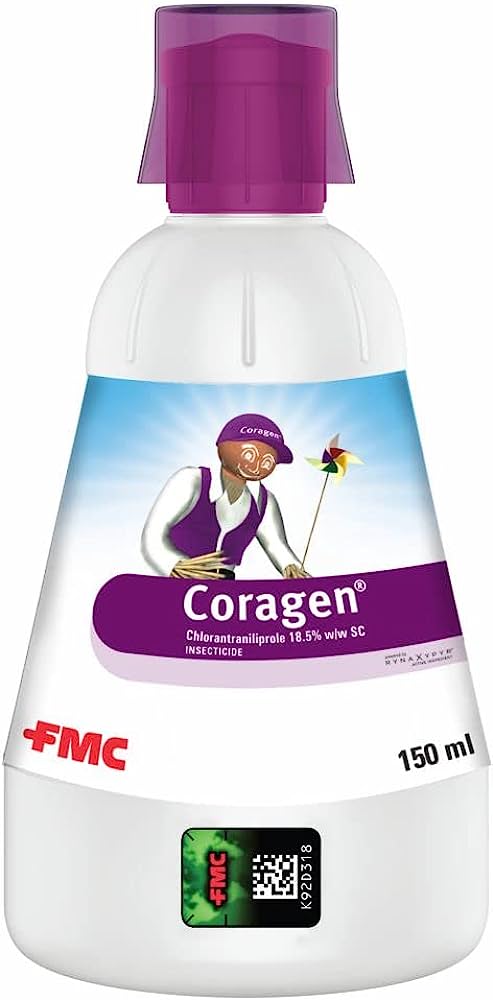 Coragen
Coragen®
Chlorantraniliprole 18.5% w/w SC
INSECTICIDE
powered by
RYNAXYPYR®
ACTIVE INGREDIENT
FMC
150 ml
FMC
K92D318